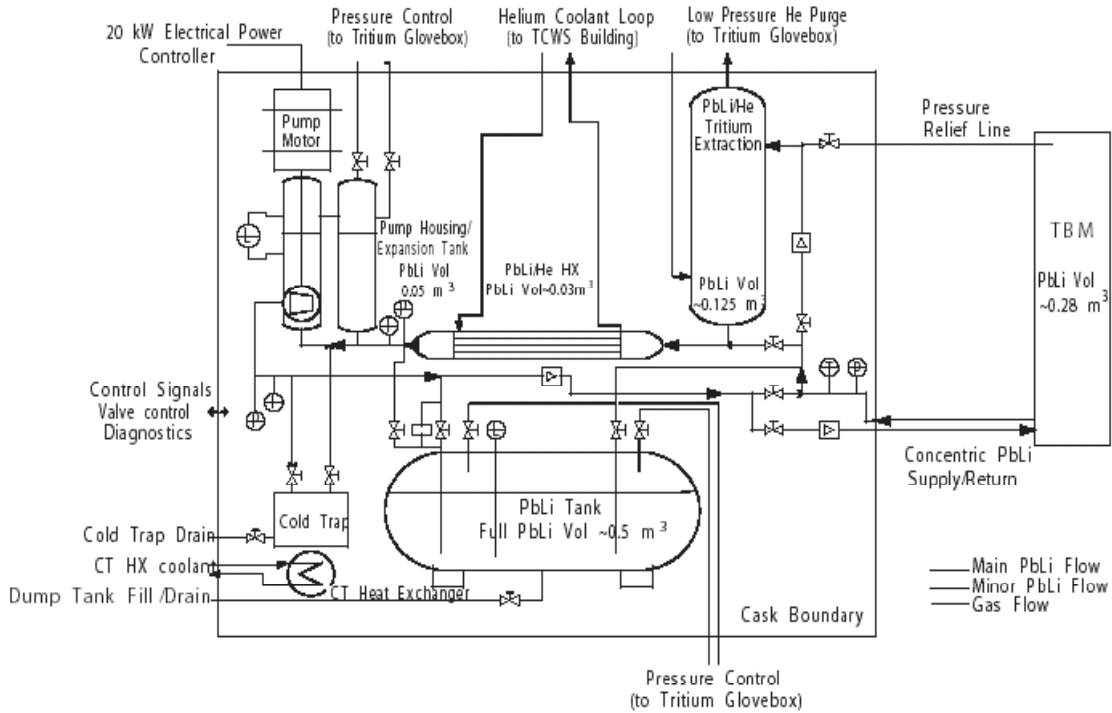 Pressure Control
(to Tritium Glovebox)
Helium Coolant Loop
(to TCWS Building)
Low Pressure He Purge
(to Tritium Glovebox)
20 kW Electrical Power
Controller
Pump
Motor
PbLi/He
Tritium
Extraction
Pressure
Relief Line
TBM
PbLi Vol
~0.28 m3
L
Pump Housing/
Expansion Tank
PbLi Vol
0.05 m3
PbLi/He HX
PbLi Vol~0.03m3
PbLi Vol
~0.125 m3
T
P
Control Signals
Valve control
Diagnostics
L
Concentric PbLi
Supply/Return
PbLi Tank
Full PbLi Vol ~0.5 m3
Cold Trap
Cold Trap Drain
CT HX coolant
CT Heat Exchanger
Dump Tank Fill/Drain
Main PbLi Flow
Minor PbLi Flow
Gas Flow
Cask Boundary
Pressure Control
(to Tritium Glovebox)